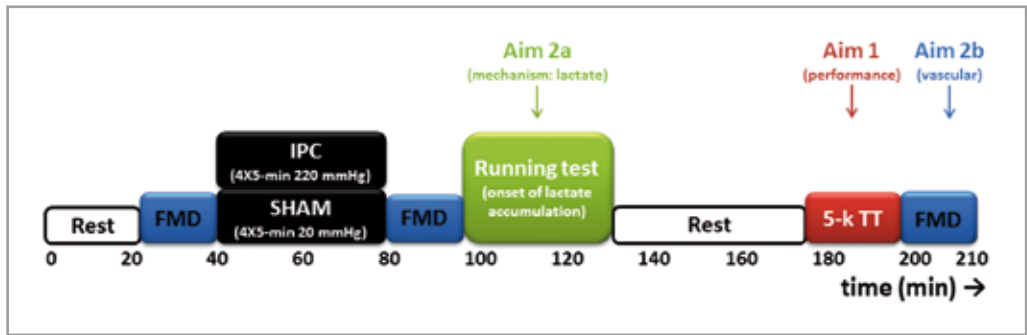 Aim 2a
(mechanism: lactate)
Aim 1
(performance)
Aim 2b
(vascular)
IPC
(4X5-min 220 mmHg)
SHAM
(4X5-min 20 mmHg)
Running test
(onset of lactate
accumulation)
Rest
FMD
FMD
Rest
5-k TT
FMD
0 20 40 60 80 100 120 140 160 180 200 210
time (min) →